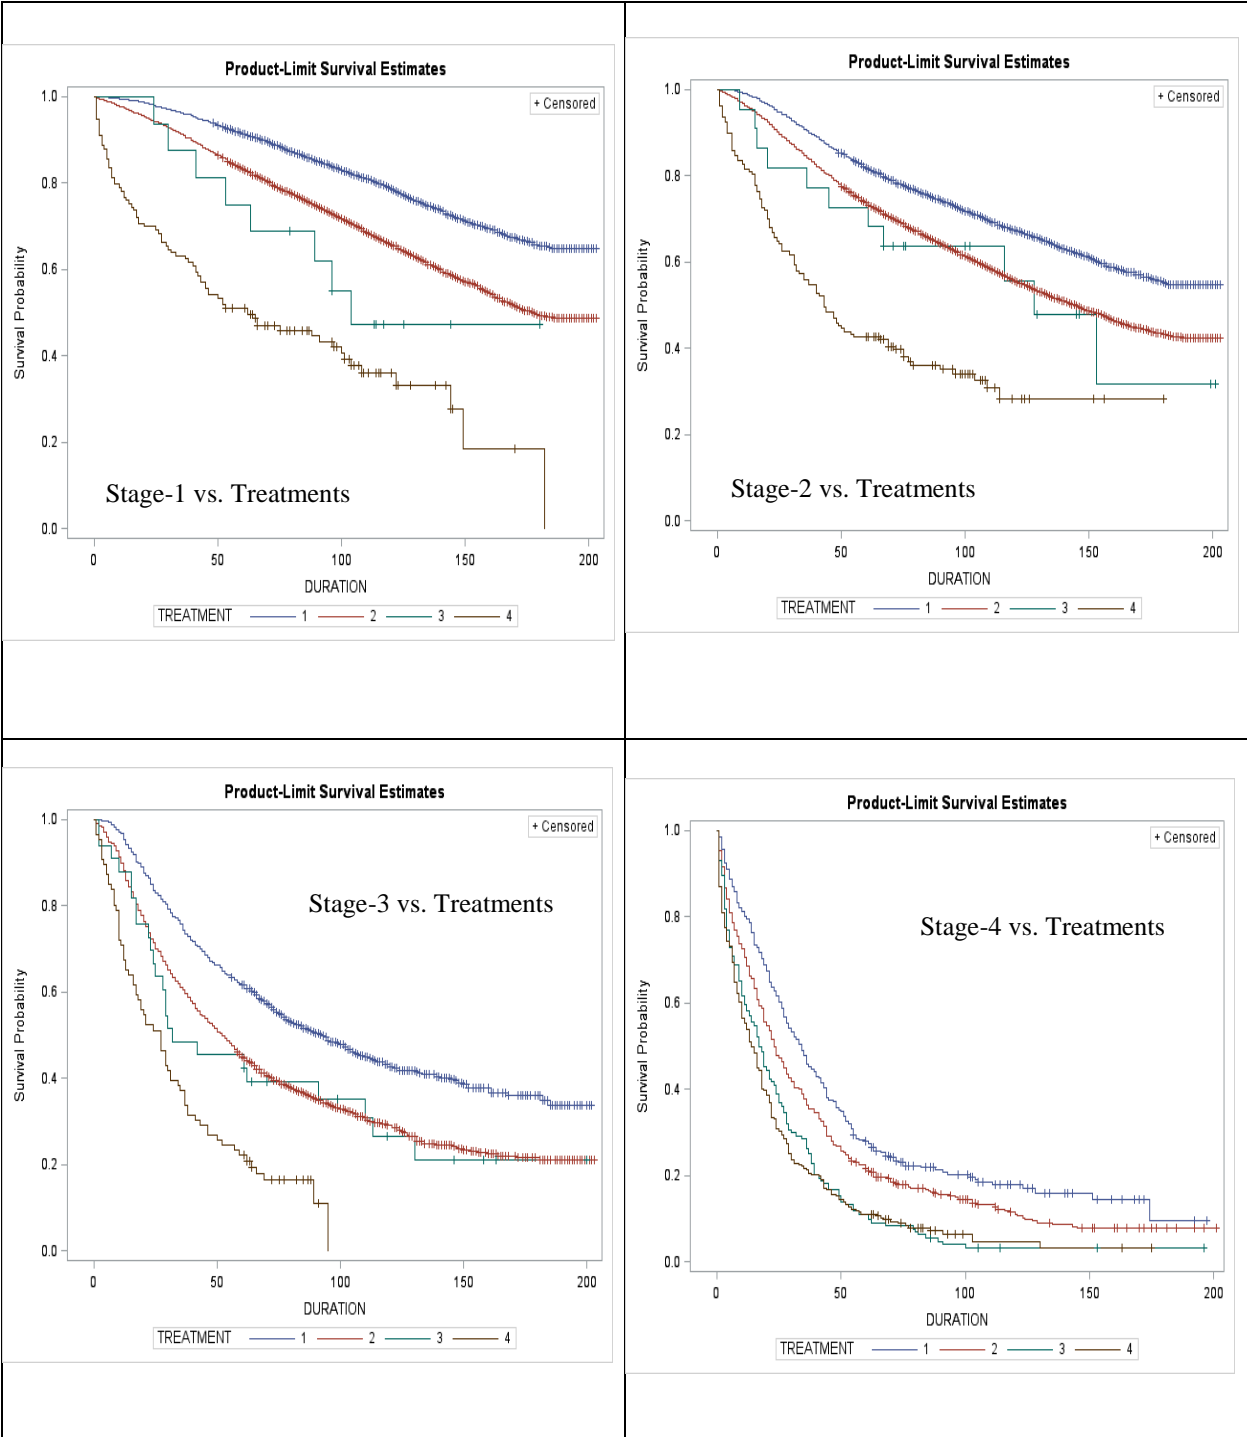 Product-Limit Survival Estimates
+ Censored
1.0
0.8
0.6
0.4
0.2
0.0
Survival Probability
Stage-1 vs. Treatments
0 50 100 150 200
DURATION
TREATMENT 1 2 3 4
Product-Limit Survival Estimates
+ Censored
1.0
0.8
0.6
0.4
0.2
0.0
Survival Probability
Stage-2 vs. Treatments
0 50 100 150 200
DURATION
TREATMENT 1 2 3 4
Product-Limit Survival Estimates
+ Censored
1.0
0.8
0.6
0.4
0.2
0.0
Survival Probability
Stage-3 vs. Treatments
0 50 100 150 200
DURATION
TREATMENT 1 2 3 4
Product-Limit Survival Estimates
+ Censored
1.0
0.8
0.6
0.4
0.2
0.0
Survival Probability
Stage-4 vs. Treatments
0 50 100 150 200
DURATION
TREATMENT 1 2 3 4